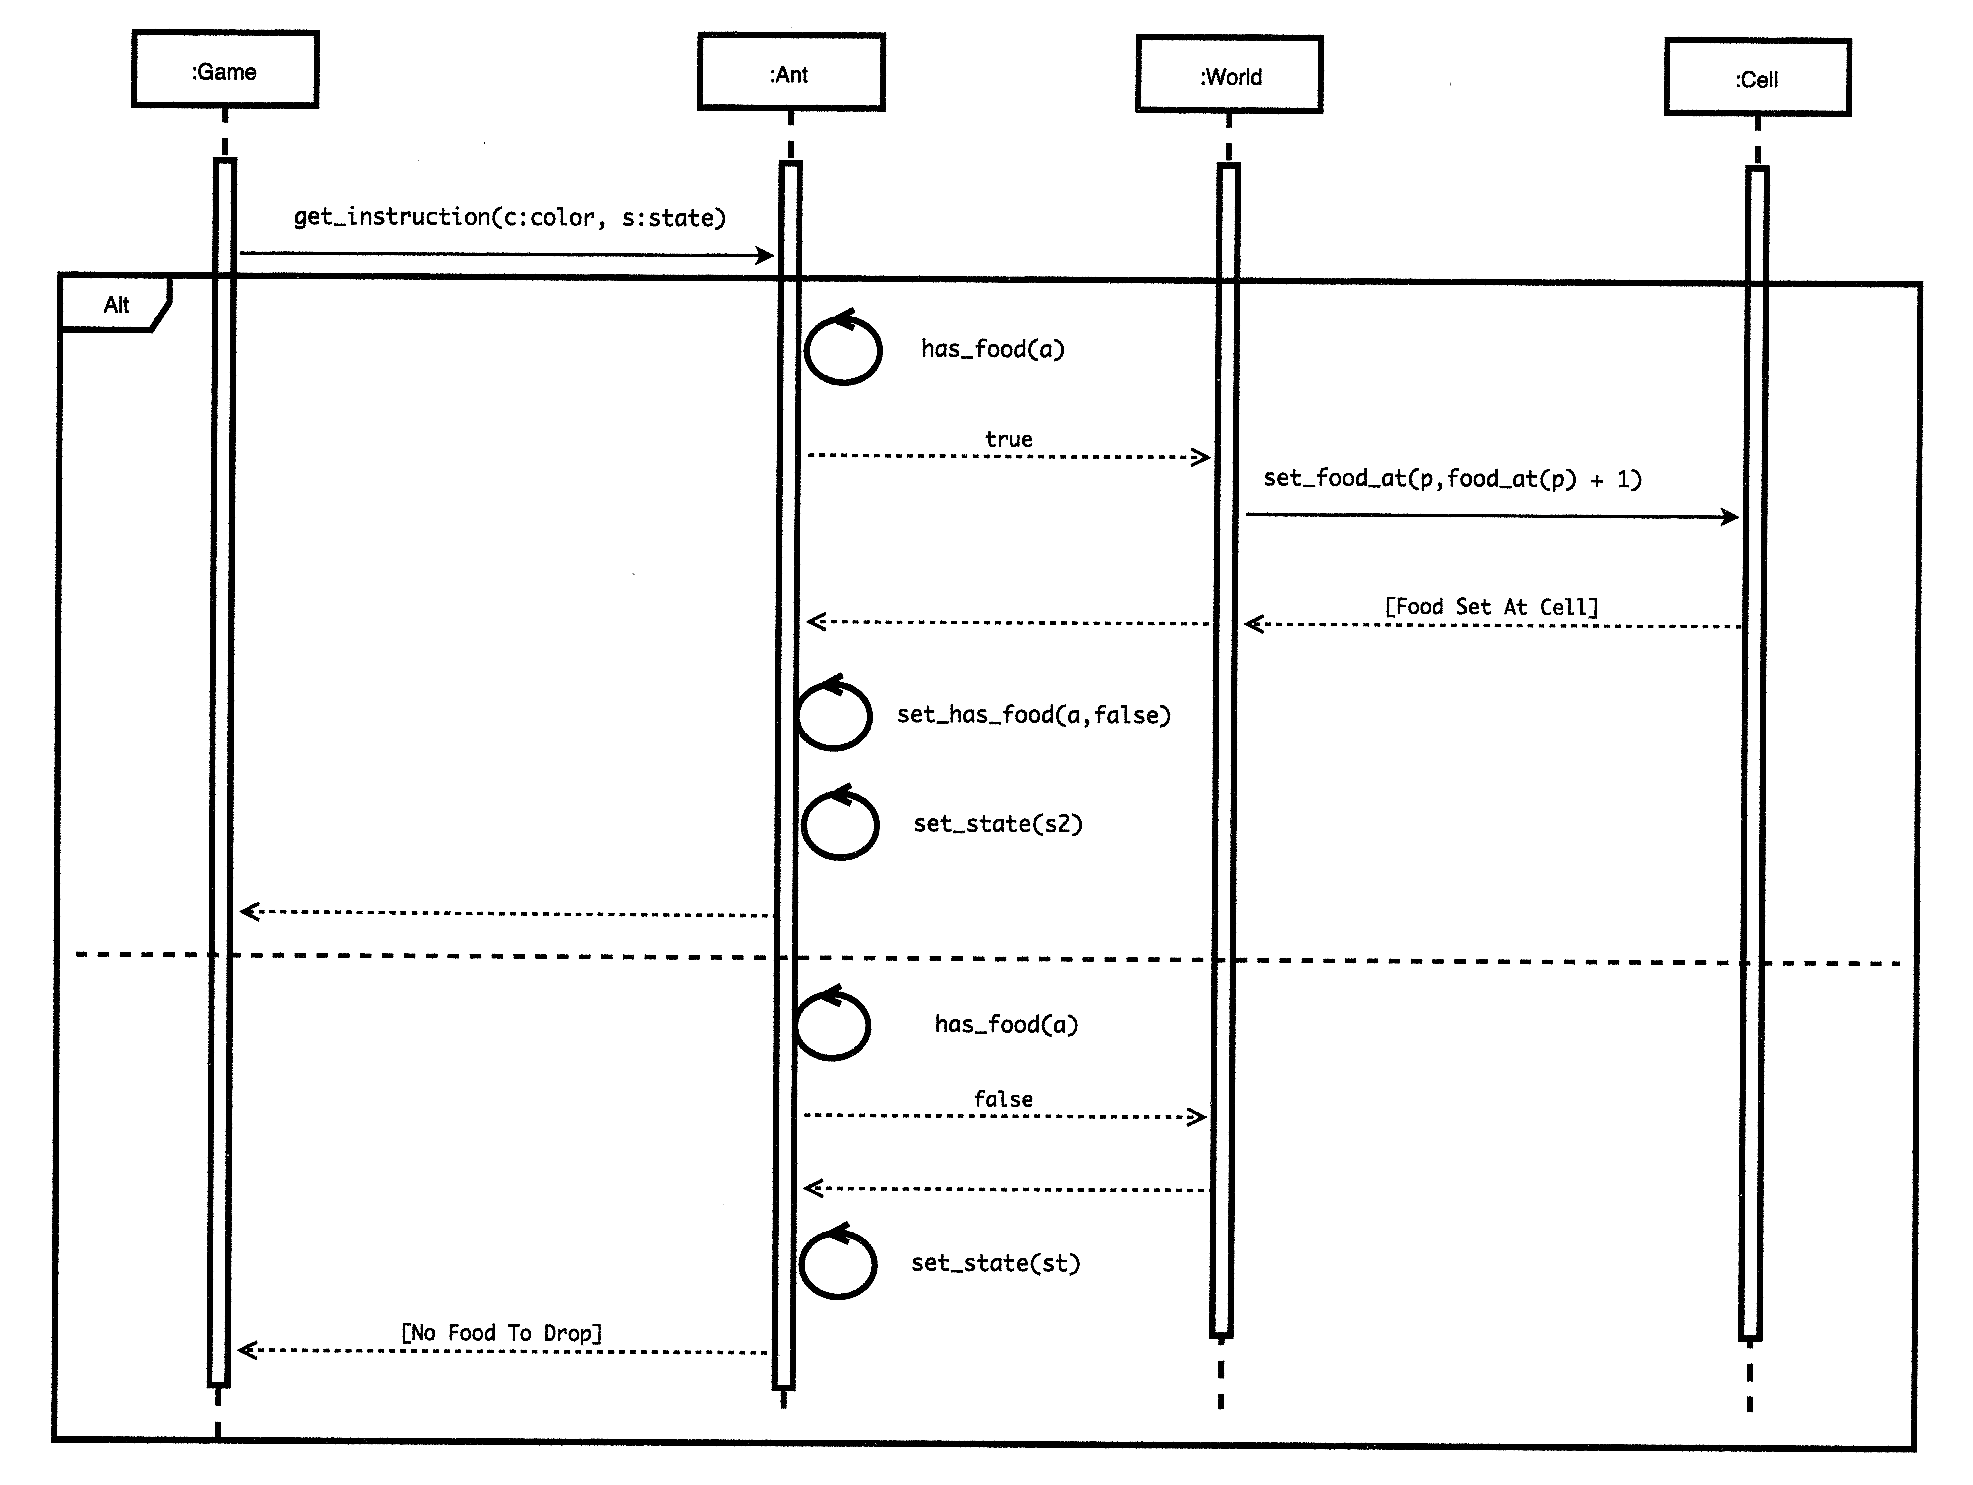 :Game
:Ant
:World
:Cell
get_instruction(c:color, s:state)
Alt
has_food(a)
true
set_food_at(p,food_at(p) + 1)
[Food Set At Cell]
set_has_food(a,false)
set_state(s2)
has_food(a)
false
set_state(st)
[No Food To Drop]